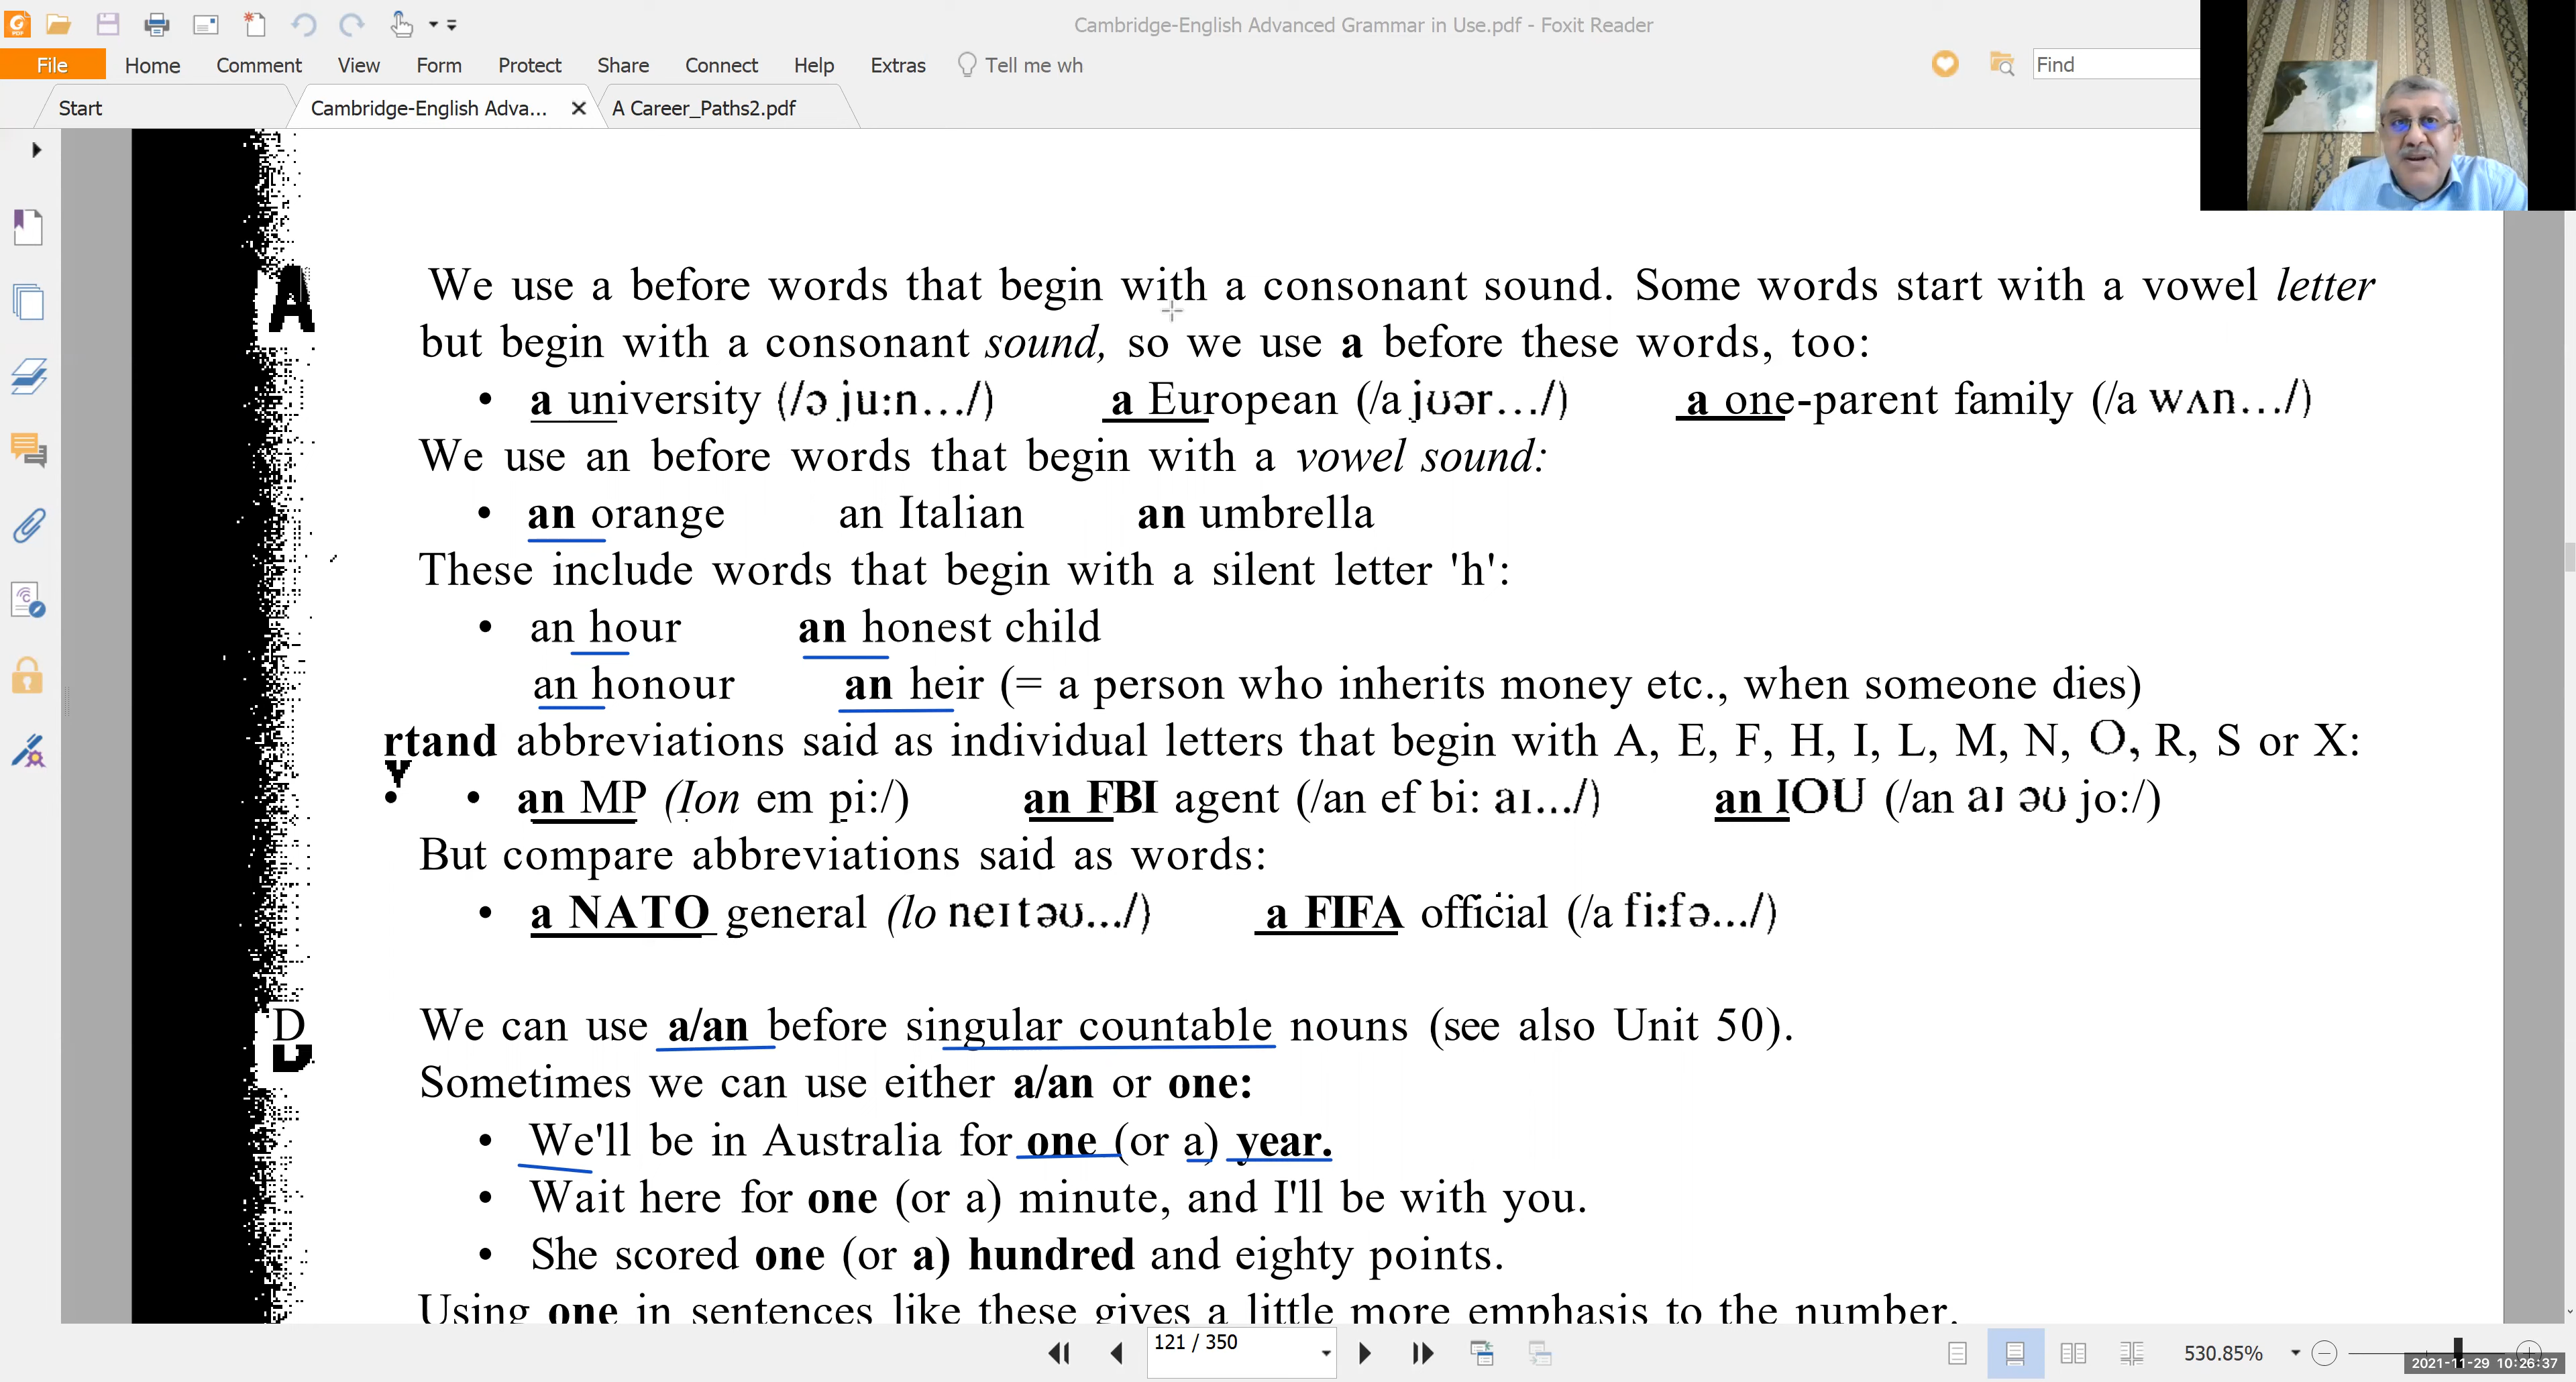 Cambridge-English Advanced Grammar in Use.pdf - Foxit Reader
File Home Comment View Form Protect Share Connect Help Extras Tell me wh Find
Start Cambridge-English Adva... A Career_Paths2.pdf
A We use a before words that begin with a consonant sound. Some words start with a vowel letter
but begin with a consonant sound, so we use a before these words, too:
• a university (/ə ju:n.../) a European (/a jʊər.../) a one-parent family (/a wʌn.../)
We use an before words that begin with a vowel sound:
• an orange an Italian an umbrella
These include words that begin with a silent letter 'h':
• an hour an honest child
an honour an heir (= a person who inherits money etc., when someone dies)
rtand abbreviations said as individual letters that begin with A, E, F, H, I, L, M, N, O, R, S or X:
• • an MP (Ion em pi:/) an FBI agent (/an ef bi: aɪ.../) an IOU (/an aɪ əʊ jo:/)
But compare abbreviations said as words:
• a NATO general (lo neɪtəʊ.../) a FIFA official (/a fi:fə.../)
D We can use a/an before singular countable nouns (see also Unit 50).
Sometimes we can use either a/an or one:
• We'll be in Australia for one (or a) year.
• Wait here for one (or a) minute, and I'll be with you.
• She scored one (or a) hundred and eighty points.
Using one in sentences like these gives a little more emphasis to the number.
121 / 350 530.85%
2021-11-29 10:26:37